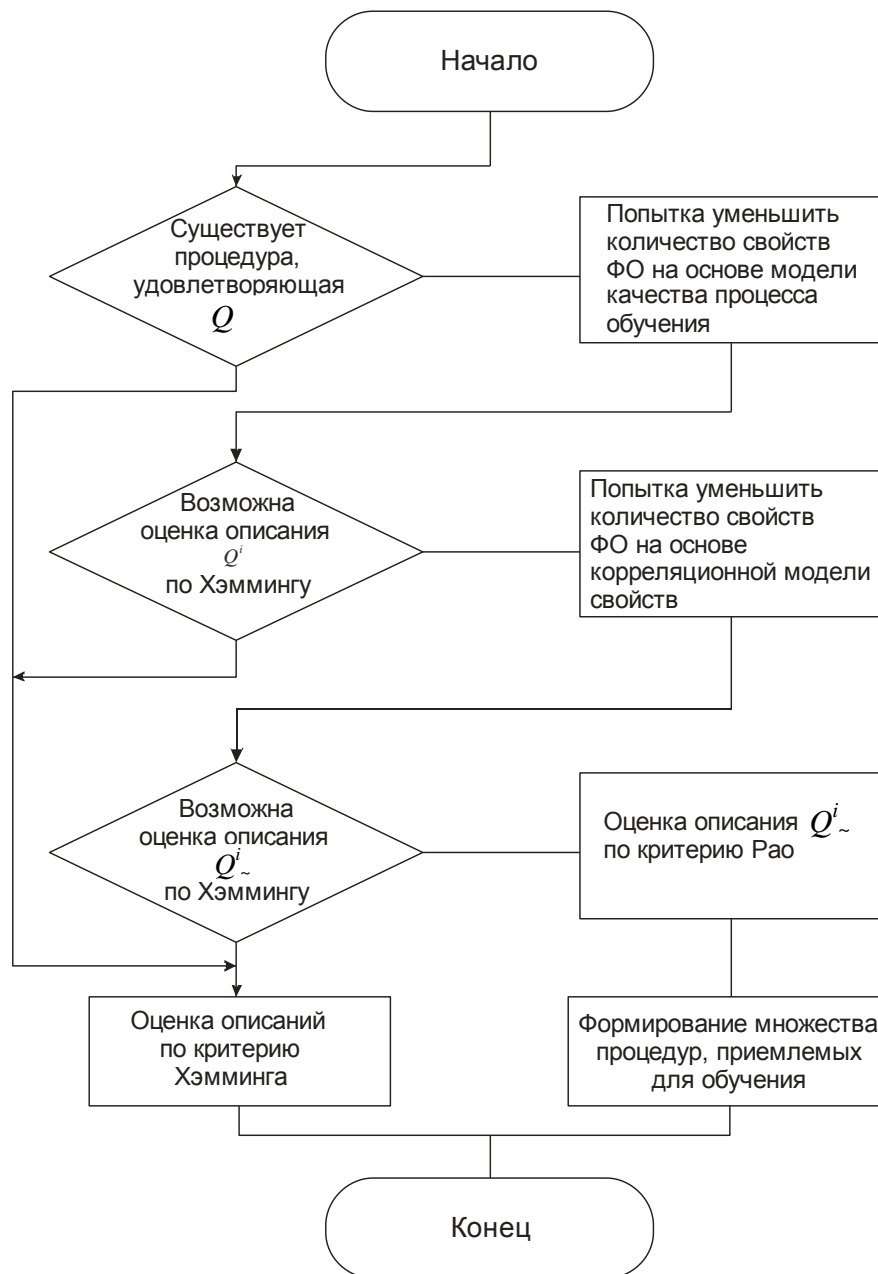 Начало
Существует
процедура,
удовлетворяющая
Q
Попытка уменьшить
количество свойств
ФО на основе модели
качества процесса
обучения
Возможна
оценка описания
Q^i
по Хэммингу
Попытка уменьшить
количество свойств
ФО на основе
корреляционной модели
свойств
Возможна
оценка описания
Q^i_~
по Хэммингу
Оценка описания Q^i_~
по критерию Рао
Оценка описаний
по критерию
Хэмминга
Формирование множества
процедур, приемлемых
для обучения
Конец